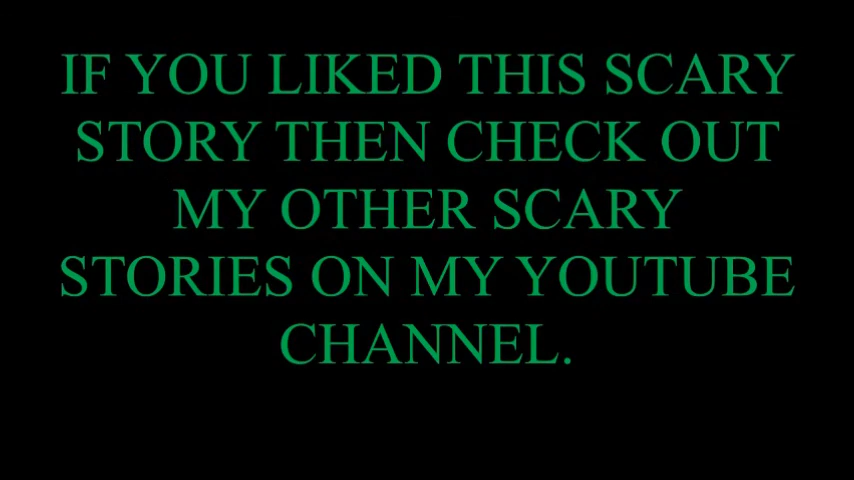 IF YOU LIKED THIS SCARY
STORY THEN CHECK OUT
MY OTHER SCARY
STORIES ON MY YOUTUBE
CHANNEL.